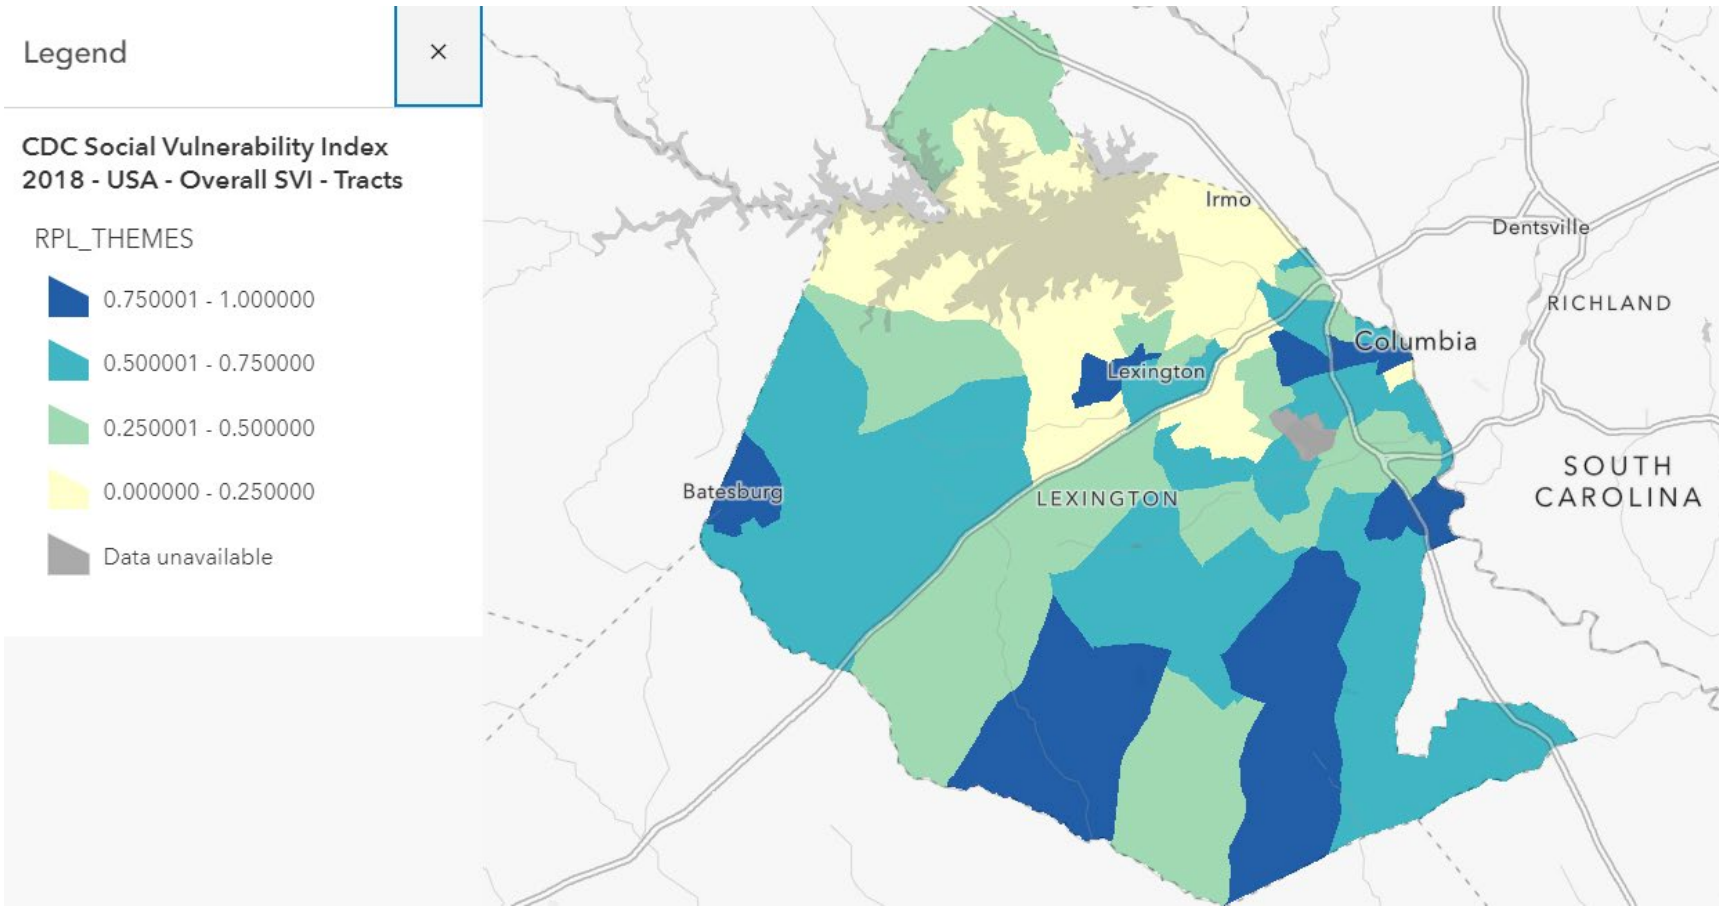 Legend
×
CDC Social Vulnerability Index
2018 - USA - Overall SVI - Tracts
RPL_THEMES
0.750001 - 1.000000
0.500001 - 0.750000
0.250001 - 0.500000
0.000000 - 0.250000
Data unavailable
Irmo
Dentsville
RICHLAND
Columbia
Lexington
Batesburg
LEXINGTON
SOUTH
CAROLINA